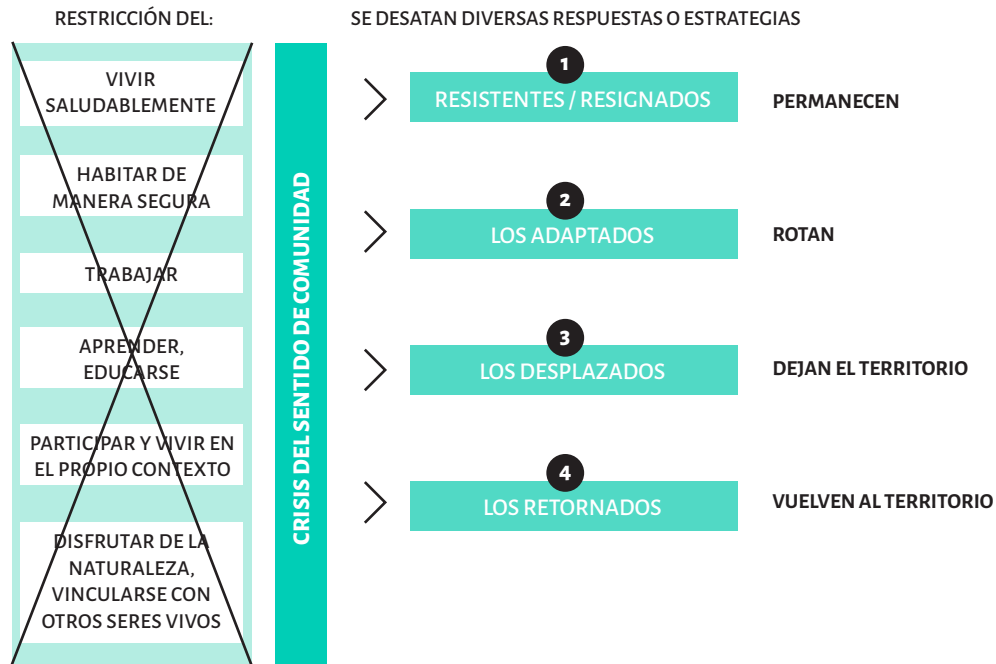 RESTRICCIÓN DEL:
VIVIR
SALUDABLEMENTE
HABITAR DE
MANERA SEGURA
TRABAJAR
APRENDER,
EDUCARSE
PARTICIPAR Y VIVIR EN
EL PROPIO CONTEXTO
DISFRUTAR DE LA
NATURALEZA,
VINCULARSE CON
OTROS SERES VIVOS
CRISIS DEL SENTIDO DE COMUNIDAD
SE DESATAN DIVERSAS RESPUESTAS O ESTRATEGIAS
1
RESISTENTES / RESIGNADOS
PERMANECEN
2
LOS ADAPTADOS
ROTAN
3
LOS DESPLAZADOS
DEJAN EL TERRITORIO
4
LOS RETORNADOS
VUELVEN AL TERRITORIO